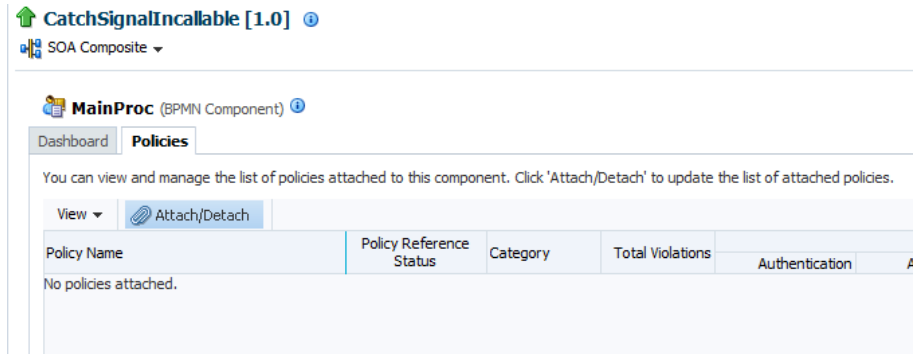 CatchSignalIncallable [1.0]
SOA Composite
MainProc (BPMN Component)
Dashboard Policies
You can view and manage the list of policies attached to this component. Click 'Attach/Detach' to update the list of attached policies.
View Attach/Detach
Policy Name Policy Reference Status Category Total Violations Authentication A
No policies attached.